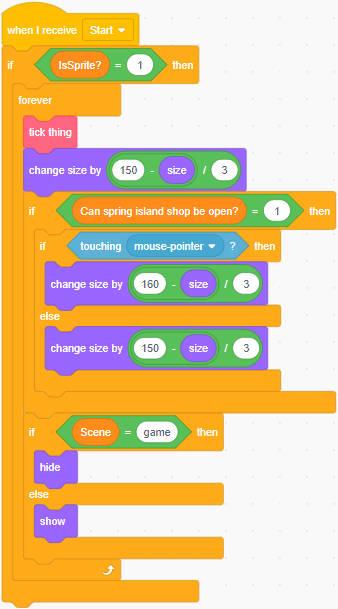 when I receive Start
if IsSprite? = 1 then
forever
tick thing
change size by 150 - size / 3
if Can spring island shop be open? = 1 then
if touching mouse-pointer ? then
change size by 160 - size / 3
else
change size by 150 - size / 3
if Scene = game then
hide
else
show